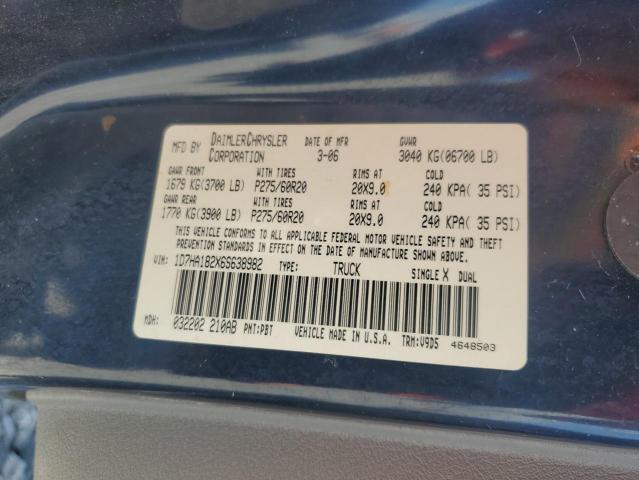 MFD BY DAIMLERCHRYSLER CORPORATION DATE OF MFR 3-06 GVWR 3040 KG(06700 LB)
GAWR FRONT WITH TIRES RIMS AT COLD
1679 KG(3700 LB) P275/60R20 20X9.0 240 KPA( 35 PSI)
GAWR REAR WITH TIRES RIMS AT COLD
1770 KG(3900 LB) P275/60R20 20X9.0 240 KPA( 35 PSI)
THIS VEHICLE CONFORMS TO ALL APPLICABLE FEDERAL MOTOR VEHICLE SAFETY AND THEFT
PREVENTION STANDARDS IN EFFECT ON THE DATE OF MANUFACTURE SHOWN ABOVE.
VIN: 1D7HA182X6S638982 TYPE: TRUCK SINGLE X DUAL
MDH: 032202 210AB PNT:PBT VEHICLE MADE IN U.S.A. TRM:V9D5 4648503